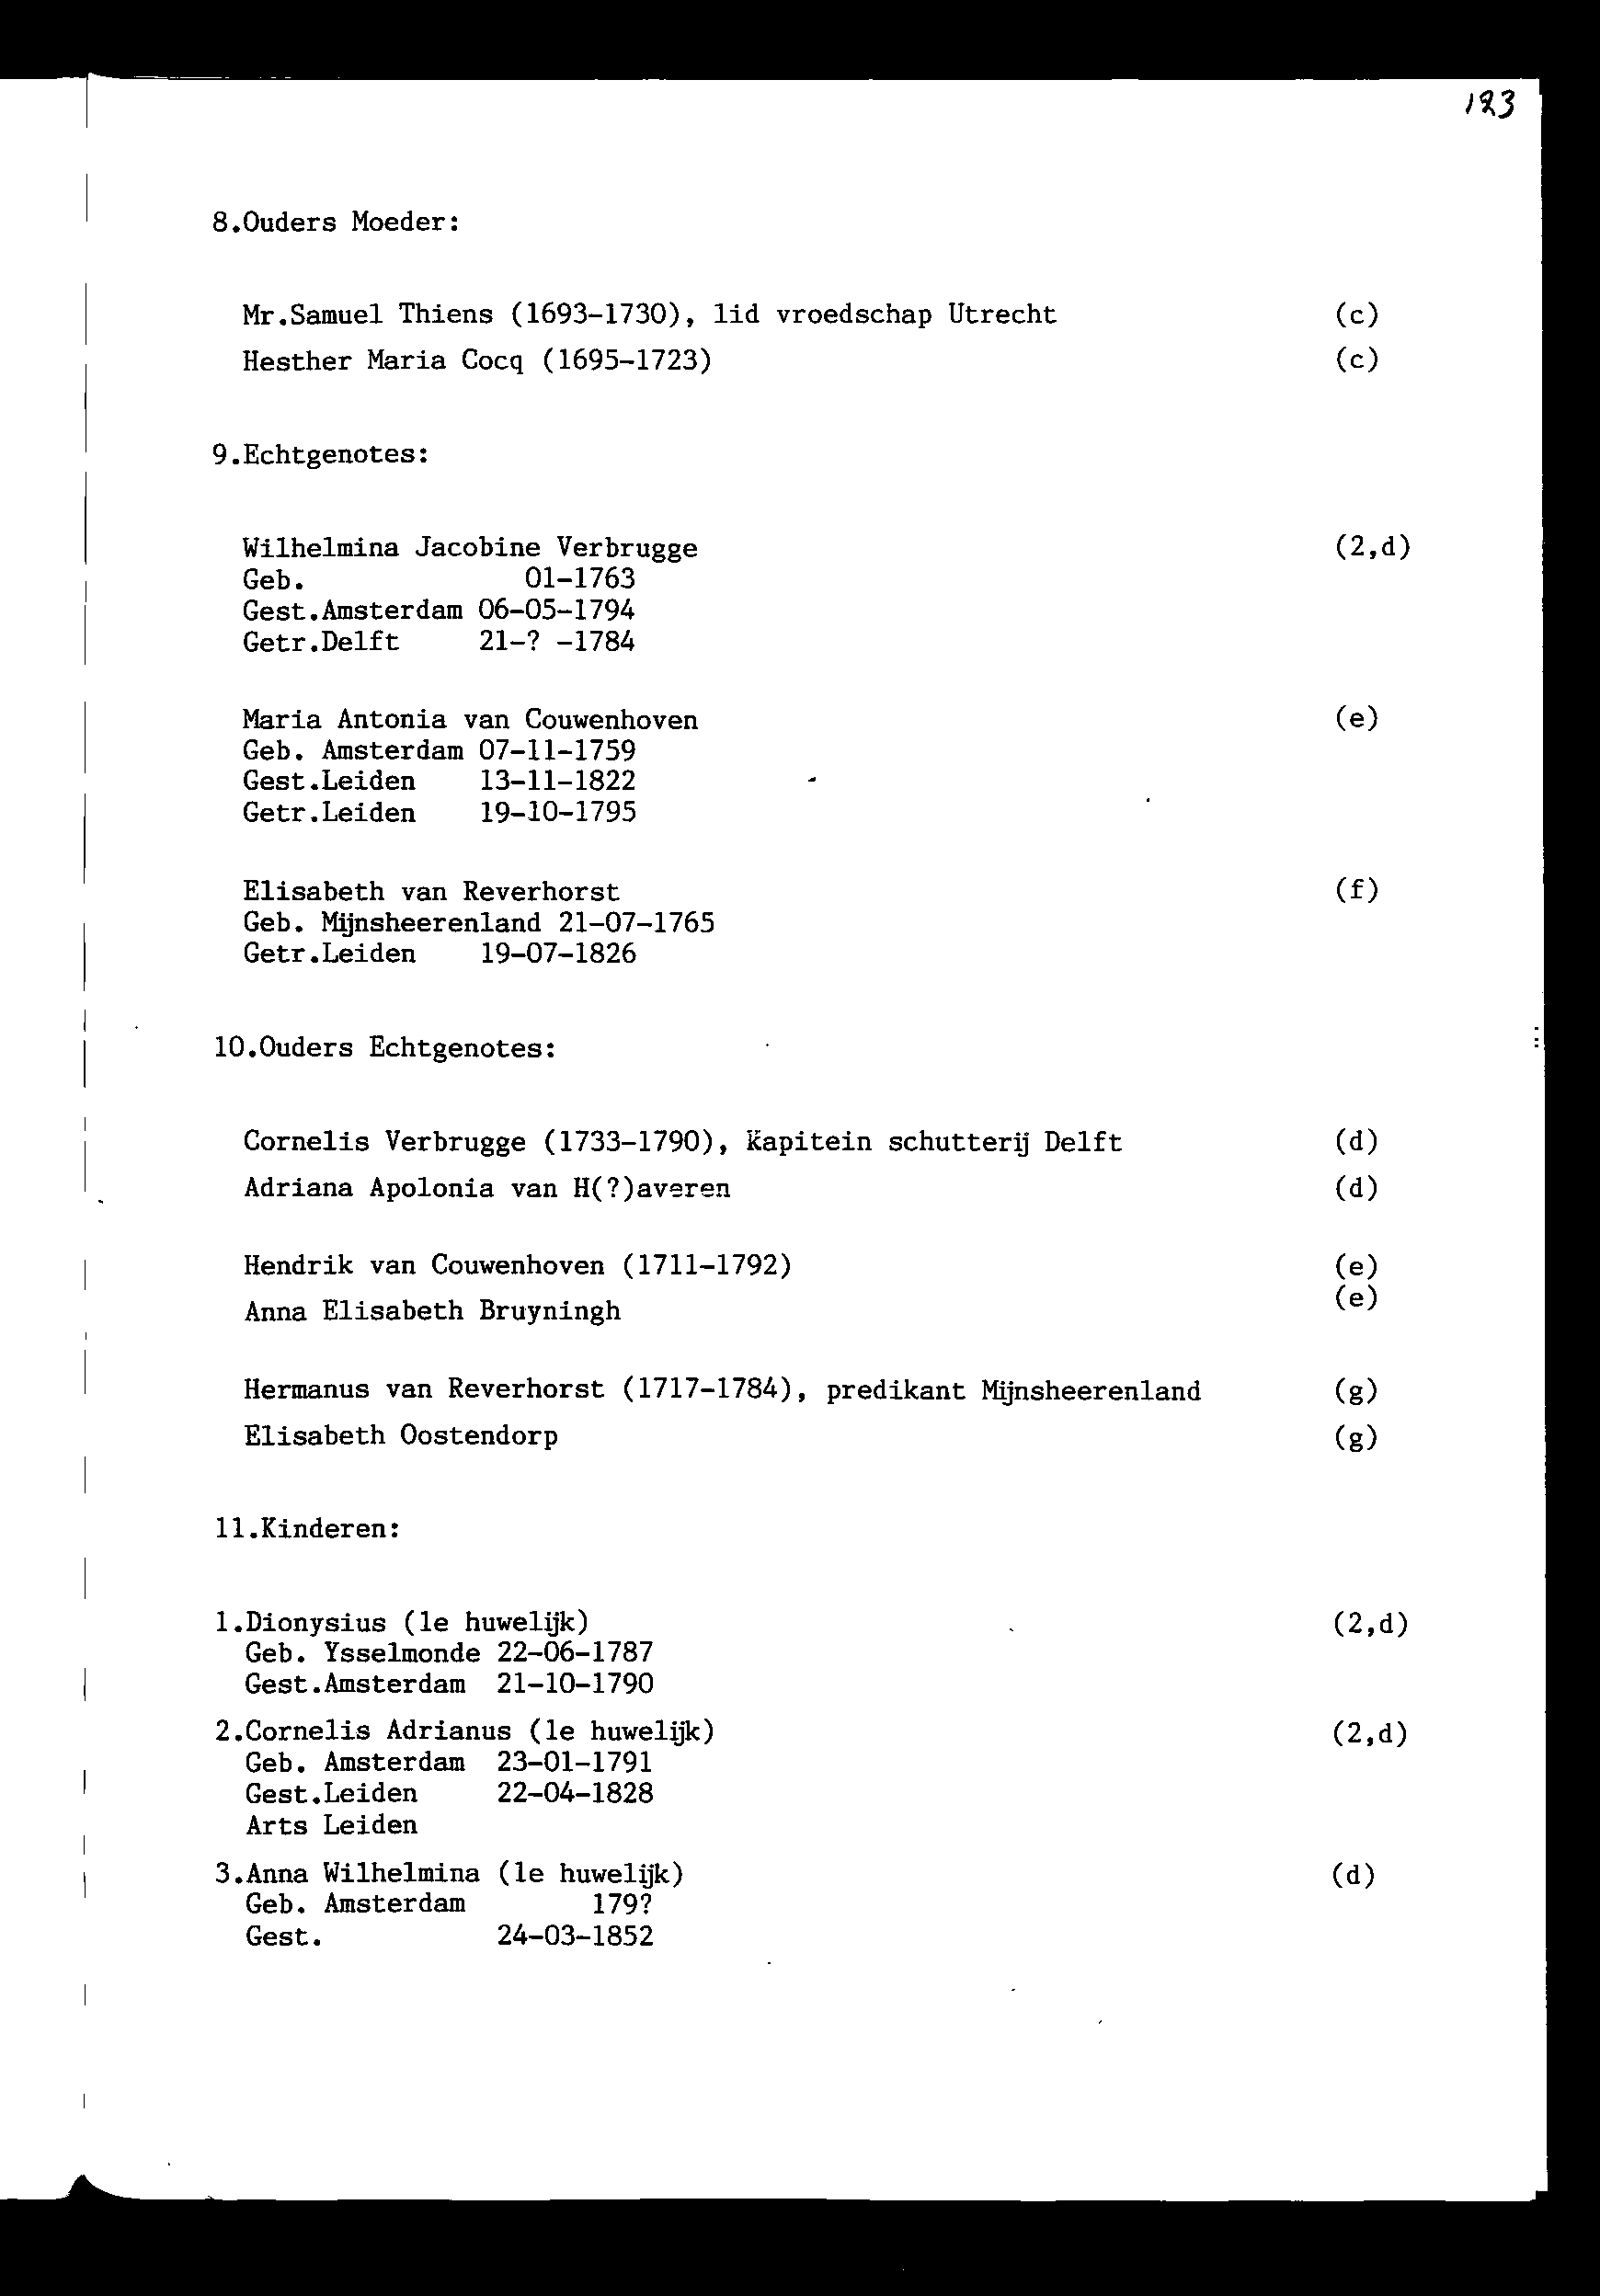 123
8.Ouders Moeder:
Mr.Samuel Thiens (1693-1730), lid vroedschap Utrecht (c)
Hesther Maria Cocq (1695-1723) (c)
9.Echtgenotes:
Wilhelmina Jacobine Verbrugge (2,d)
Geb. 01-1763
Gest.Amsterdam 06-05-1794
Getr.Delft 21-? -1784
Maria Antonia van Couwenhoven (e)
Geb. Amsterdam 07-11-1759
Gest.Leiden 13-11-1822
Getr.Leiden 19-10-1795
Elisabeth van Reverhorst (f)
Geb. Mijnsheerenland 21-07-1765
Getr.Leiden 19-07-1826
10.Ouders Echtgenotes:
Cornelis Verbrugge (1733-1790), Kapitein schutterij Delft (d)
Adriana Apolonia van H(?)averen (d)
Hendrik van Couwenhoven (1711-1792) (e)
Anna Elisabeth Bruyningh (e)
Hermanus van Reverhorst (1717-1784), predikant Mijnsheerenland (g)
Elisabeth Oostendorp (g)
11.Kinderen:
1.Dionysius (1e huwelijk) (2,d)
Geb. Ysselmonde 22-06-1787
Gest.Amsterdam 21-10-1790
2.Cornelis Adrianus (1e huwelijk) (2,d)
Geb. Amsterdam 23-01-1791
Gest.Leiden 22-04-1828
Arts Leiden
3.Anna Wilhelmina (1e huwelijk) (d)
Geb. Amsterdam 179?
Gest. 24-03-1852